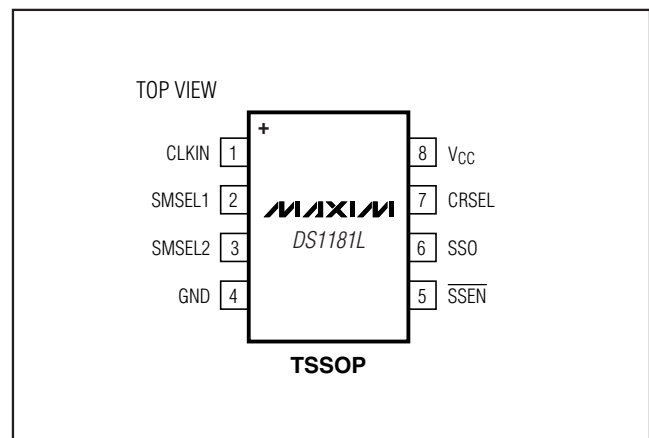 TOP VIEW
+
CLKIN 1 8 VCC
SMSEL1 2 MAXIM 7 CRSEL
SMSEL2 3 DS1181L 6 SSO
GND 4 5 SSEN
TSSOP